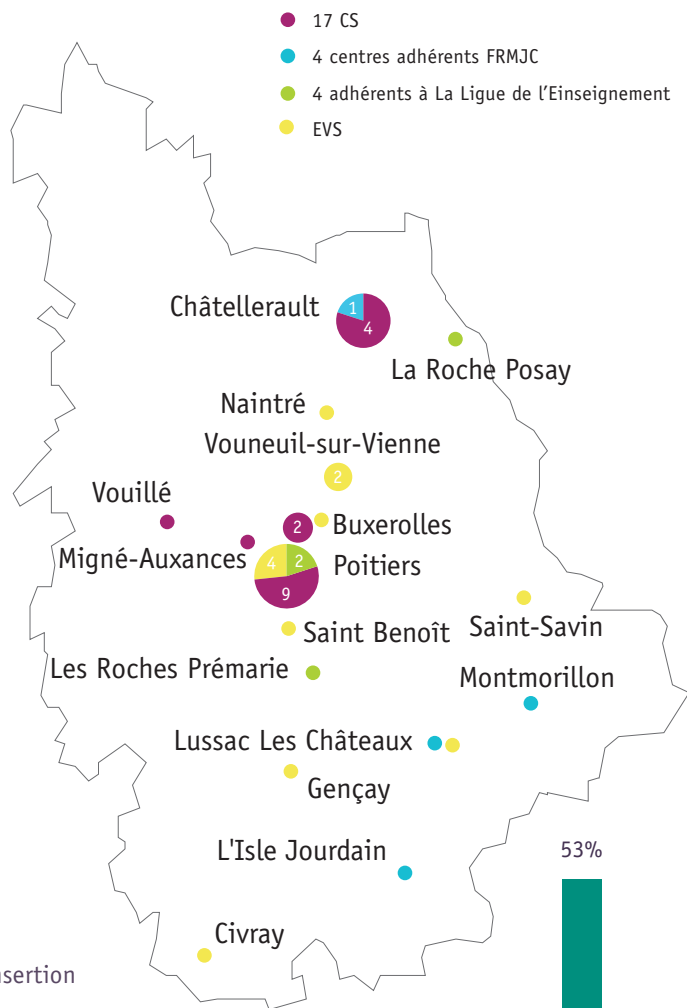 17 CS
4 centres adhérents FRMJC
4 adhérents à La Ligue de l'Einseignement
EVS
Châtellerault
1
4
La Roche Posay
Naintré
Vouneuil-sur-Vienne
2
Vouillé
2
Buxerolles
Migné-Auxances
4
2
9
Poitiers
Saint Benoît
Saint-Savin
Les Roches Prémarie
Montmorillon
Lussac Les Châteaux
Gençay
L'Isle Jourdain
53%
Civray
nsertion